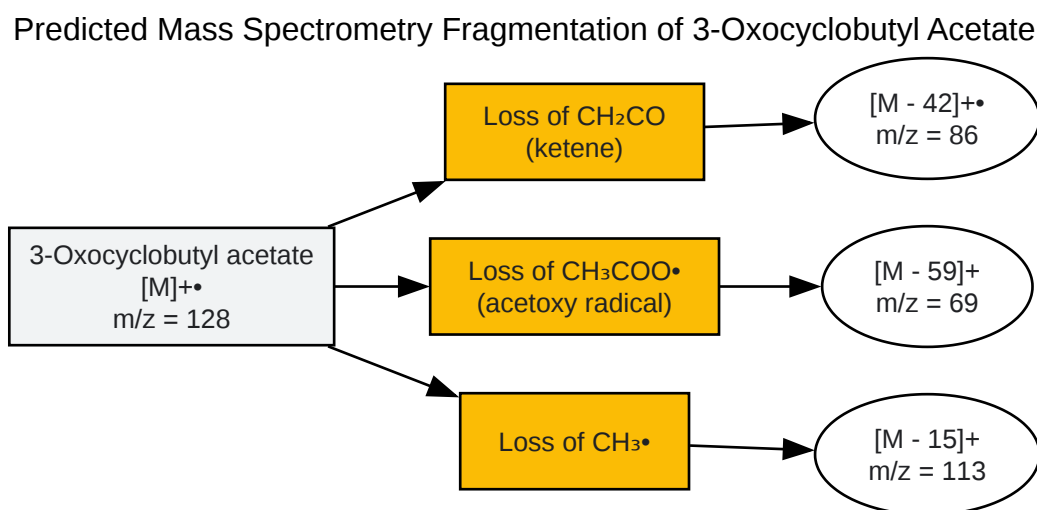 Predicted Mass Spectrometry Fragmentation of 3-Oxocyclobutyl Acetate
3-Oxocyclobutyl acetate
[M]+•
m/z = 128
Loss of CH₂CO
(ketene)
[M - 42]+•
m/z = 86
Loss of CH₃COO•
(acetoxy radical)
[M - 59]+
m/z = 69
Loss of CH₃•
[M - 15]+
m/z = 113